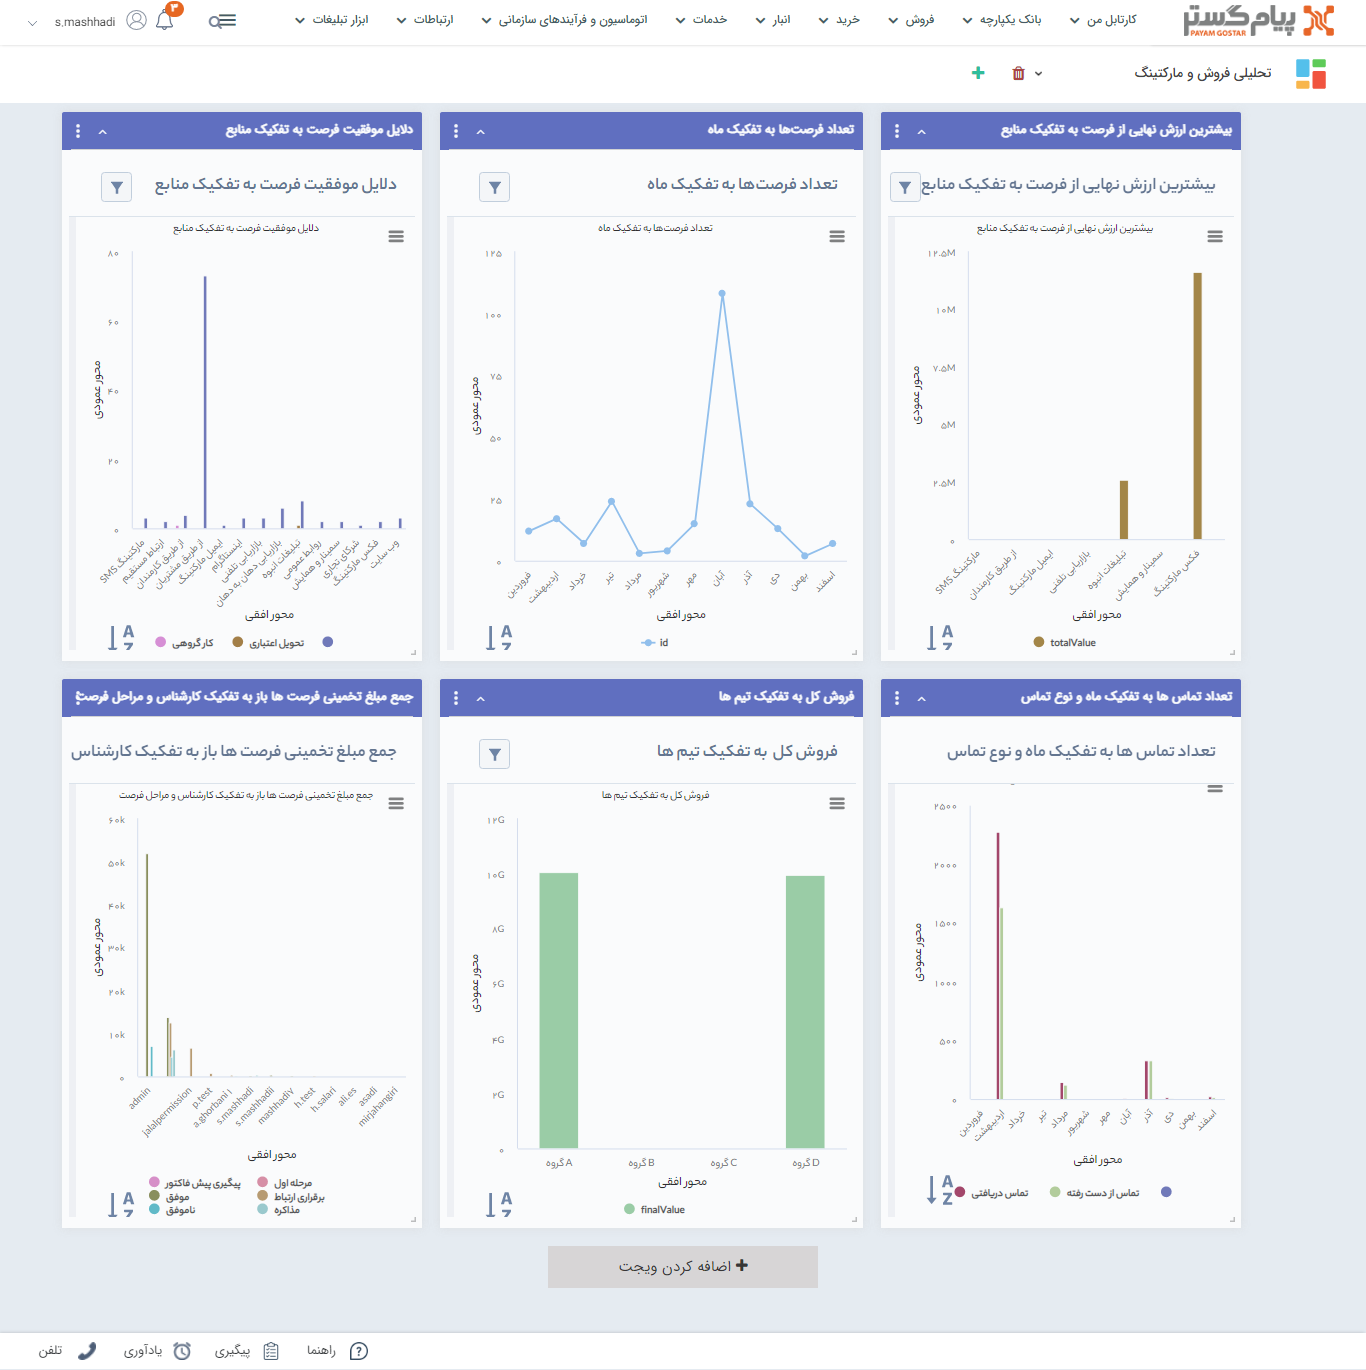 پیام گستر
PAYAM GOSTAR
کارتابل من
بانک یکپارچه
فروش
خرید
انبار
خدمات
اتوماسیون و فرآیندهای سازمانی
ارتباطات
ابزار تبلیغات
۳
s.mashhadi
تحلیلی فروش و مارکتینگ
بیشترین ارزش نهایی از فرصت به تفکیک منابع
بیشترین ارزش نهایی از فرصت به تفکیک منابع
بیشترین ارزش نهایی از فرصت به تفکیک منابع
۱۲.۵M
۱۰M
۷.۵M
۵M
۲.۵M
۰
محور عمودی
مارکتینگ SMS
از طریق کارمندان
ایمیل مارکتینگ
بازاریابی تلفنی
تبلیغات انبوه
سمینار و همایش
فکس مارکتینگ
محور افقی
totalValue
تعداد فرصت‌ها به تفکیک ماه
تعداد فرصت‌ها به تفکیک ماه
تعداد فرصت‌ها به تفکیک ماه
۱۲۵
۱۰۰
۷۵
۵۰
۲۵
۰
محور عمودی
فروردین
اردیبهشت
خرداد
تیر
مرداد
شهریور
مهر
آبان
آذر
دی
بهمن
اسفند
محور افقی
id
دلایل موفقیت فرصت به تفکیک منابع
دلایل موفقیت فرصت به تفکیک منابع
دلایل موفقیت فرصت به تفکیک منابع
۸۰
۶۰
۴۰
۲۰
۰
محور عمودی
مارکتینگ SMS
ارتباط مستقیم
از طریق کارمندان
از طریق مشتریان
ایمیل مارکتینگ
اینستاگرام
بازاریابی تلفنی
بازاریابی دهان به دهان
تبلیغات انبوه
روابط عمومی
سمینار و همایش
شرکای تجاری
فکس مارکتینگ
وب سایت
محور افقی
تحویل اعتباری
کار گروهی
تعداد تماس ها به تفکیک ماه و نوع تماس
تعداد تماس ها به تفکیک ماه و نوع تماس
۲۵۰۰
۲۰۰۰
۱۵۰۰
۱۰۰۰
۵۰۰
۰
محور عمودی
فروردین
اردیبهشت
خرداد
تیر
مرداد
شهریور
مهر
آبان
آذر
دی
بهمن
اسفند
محور افقی
تماس از دست رفته
تماس دریافتی
فروش کل به تفکیک تیم ها
فروش کل به تفکیک تیم ها
فروش کل به تفکیک تیم ها
۱۲G
۱۰G
۸G
۶G
۴G
۲G
۰
محور عمودی
گروه A
گروه B
گروه C
گروه D
محور افقی
finalValue
جمع مبلغ تخمینی فرصت ها باز به تفکیک کارشناس و مراحل فرصت
جمع مبلغ تخمینی فرصت ها باز به تفکیک کارشناس
جمع مبلغ تخمینی فرصت ها باز به تفکیک کارشناس و مراحل فرصت
۶۰k
۵۰k
۴۰k
۳۰k
۲۰k
۱۰k
۰
محور عمودی
admin
jalalpermission
p.test
a.ghorbani۱
s.mashhadi
s.mashhadii
mashhadiy
h.test
h.salari
ali.es
asadi
mirjahangiri
محور افقی
مرحله اول
پیگیری پیش فاکتور
برقراری ارتباط
موفق
مذاکره
ناموفق
اضافه کردن ویجت
راهنما
پیگیری
یادآوری
تلفن